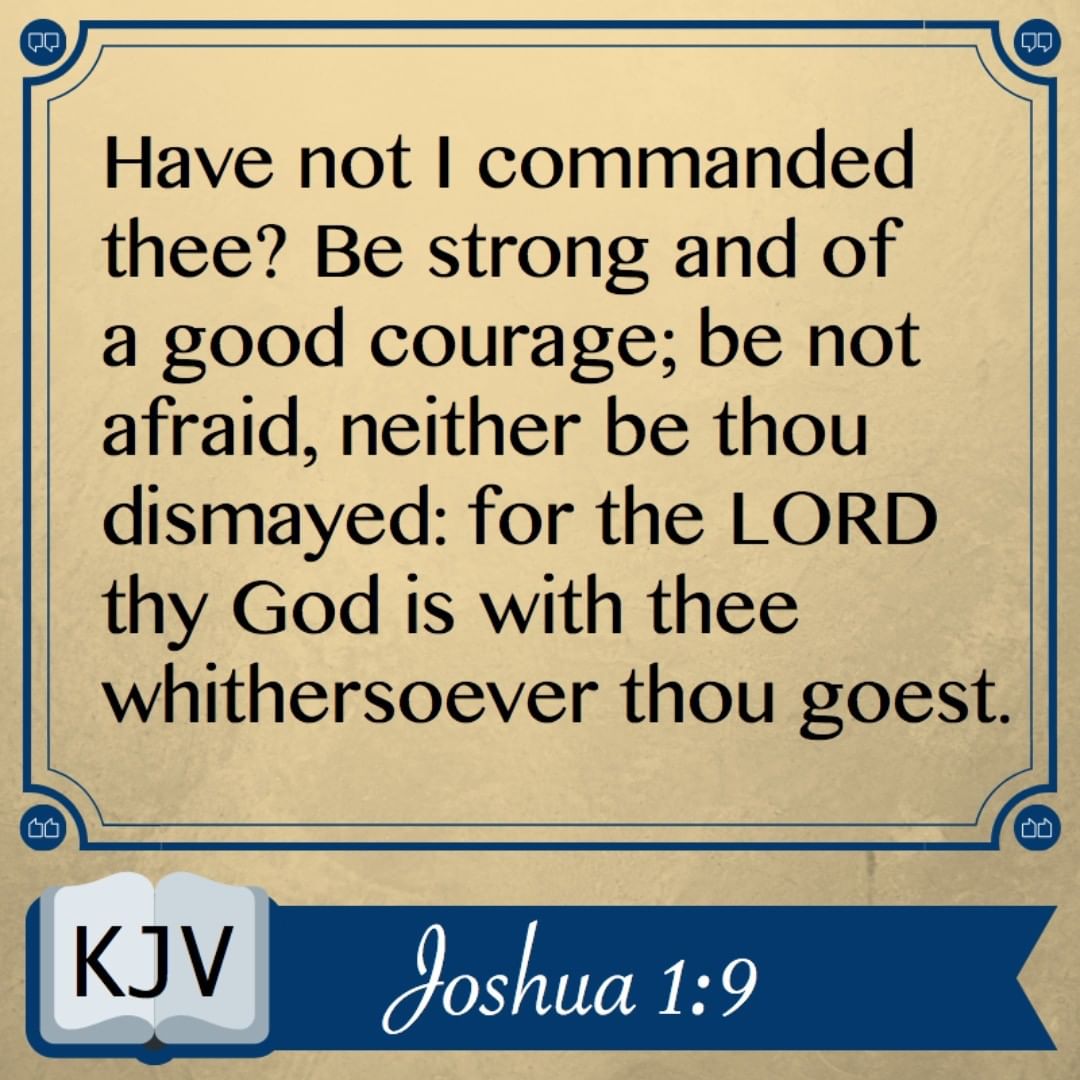 Have not I commanded
thee? Be strong and of
a good courage; be not
afraid, neither be thou
dismayed: for the LORD
thy God is with thee
whithersoever thou goest.
KJV
Joshua 1:9